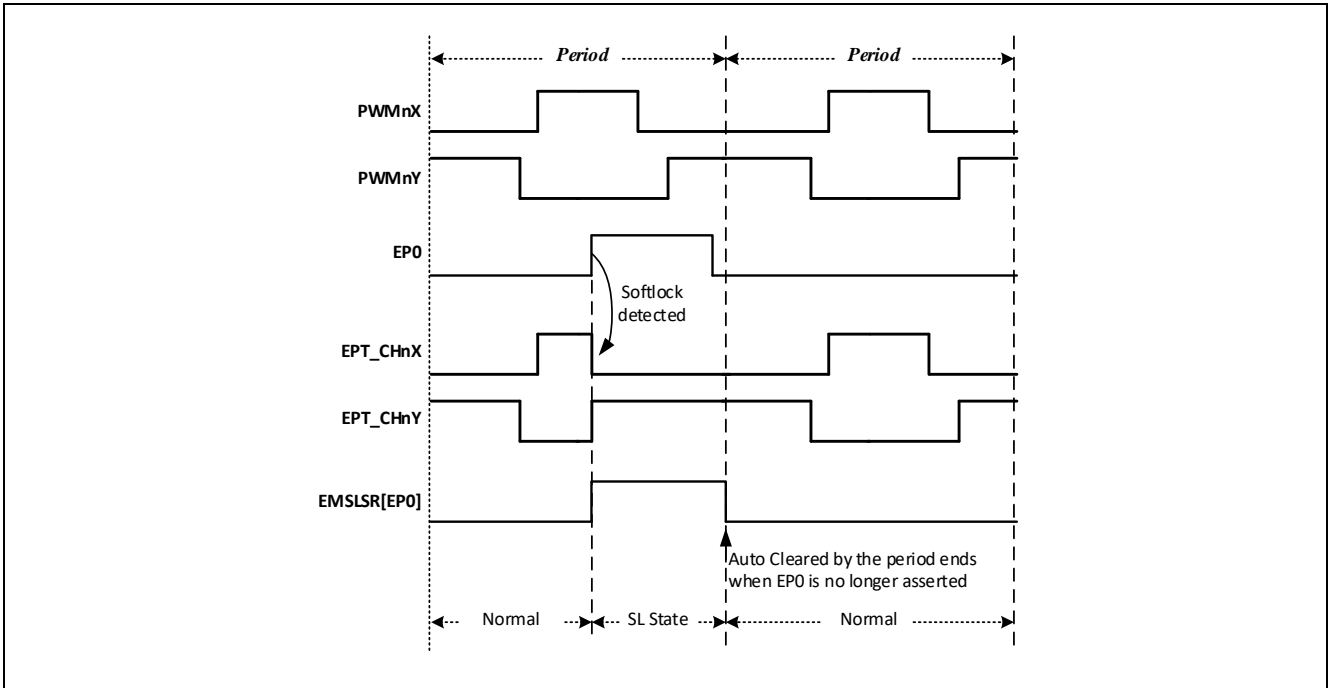 Period
Period
PWMnX
PWMnY
EP0
Softlock
detected
EPT_CHnX
EPT_CHnY
EMSLSR[EP0]
Auto Cleared by the period ends
when EP0 is no longer asserted
Normal
SL State
Normal